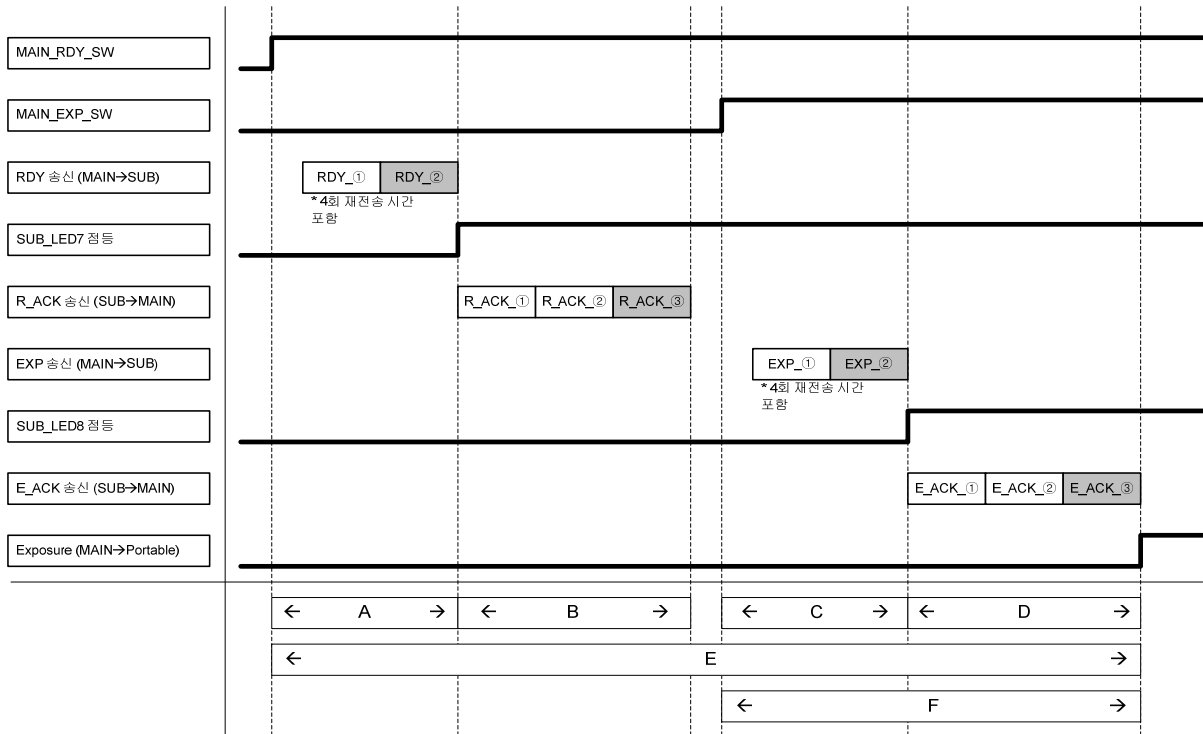 MAIN_RDY_SW
MAIN_EXP_SW
RDY 송신 (MAIN→SUB)
RDY_① RDY_②
* 4회 재전송 시간
포함
SUB_LED7 점등
R_ACK 송신 (SUB→MAIN)
R_ACK_① R_ACK_② R_ACK_③
EXP 송신 (MAIN→SUB)
EXP_① EXP_②
* 4회 재전송 시간
포함
SUB_LED8 점등
E_ACK 송신 (SUB→MAIN)
E_ACK_① E_ACK_② E_ACK_③
Exposure (MAIN→Portable)
← A → ← B → ← C → ← D →
← E →
← F →